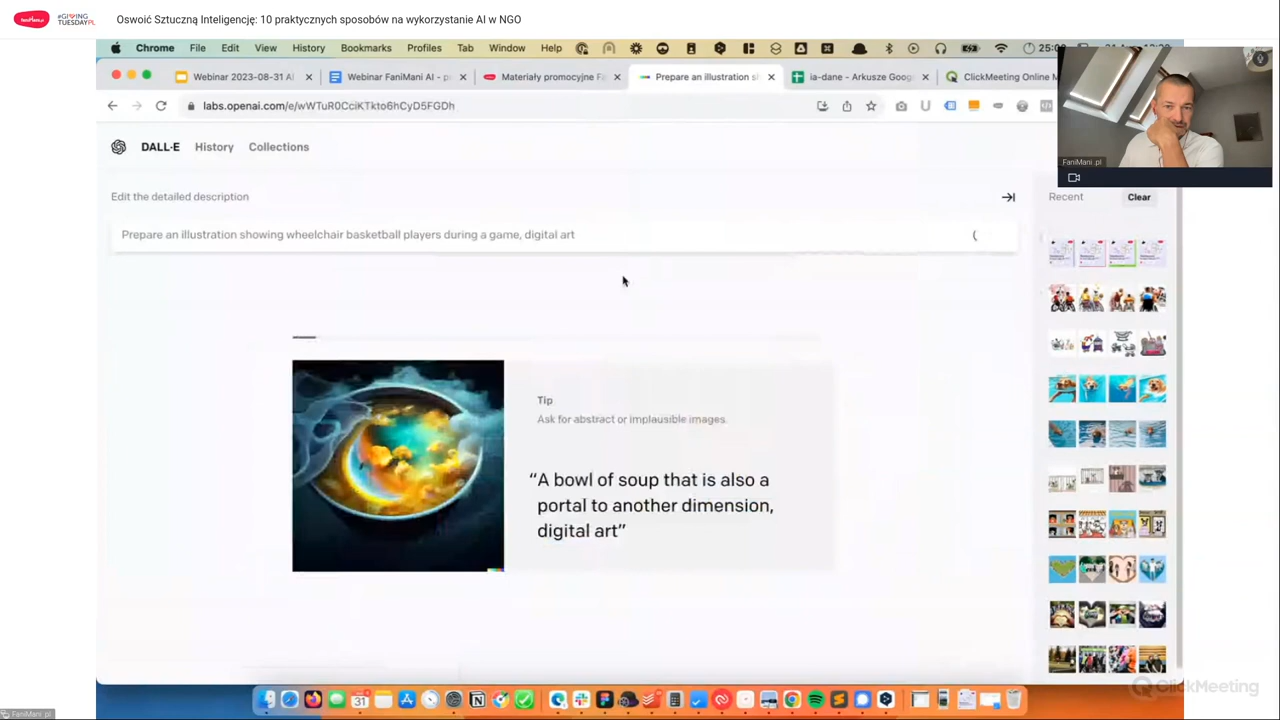 FaniMani.pl
#GIVING
TUESDAYPL
Oswoić Sztuczną Inteligencję: 10 praktycznych sposobów na wykorzystanie AI w NGO
Chrome File Edit View History Bookmarks Profiles Tab Window Help
Webinar 2023-08-31 AI
Webinar FaniMani AI - p
Materiały promocyjne Fa
Prepare an illustration sh
ia-dane - Arkusze Goog
ClickMeeting Online M
labs.openai.com/e/wWTuR0CciKTkto6hCyD5FGDh
FaniMani .pl
DALL·E History Collections
Edit the detailed description
Recent Clear
Prepare an illustration showing wheelchair basketball players during a game, digital art
Tip
Ask for abstract or implausible images.
“A bowl of soup that is also a
portal to another dimension,
digital art”
ClickMeeting
31
FaniMani .pl